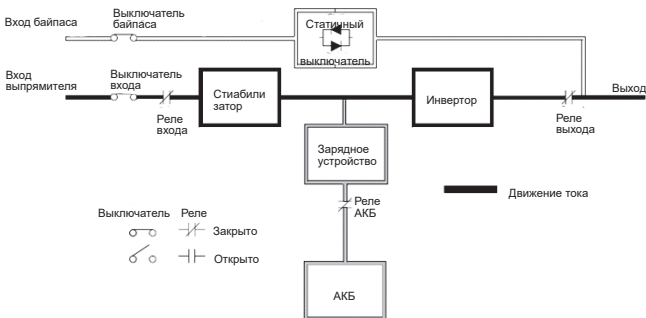 Вход байпаса
Выключатель
байпаса
Статичный
выключатель
Вход
выпрямителя
Выключатель
входа
Реле
входа
Стиабили
затор
Инвертор
Реле
выхода
Выход
Зарядное
устройство
Реле
АКБ
Движение тока
Выключатель Реле
Закрыто
Открыто
АКБ